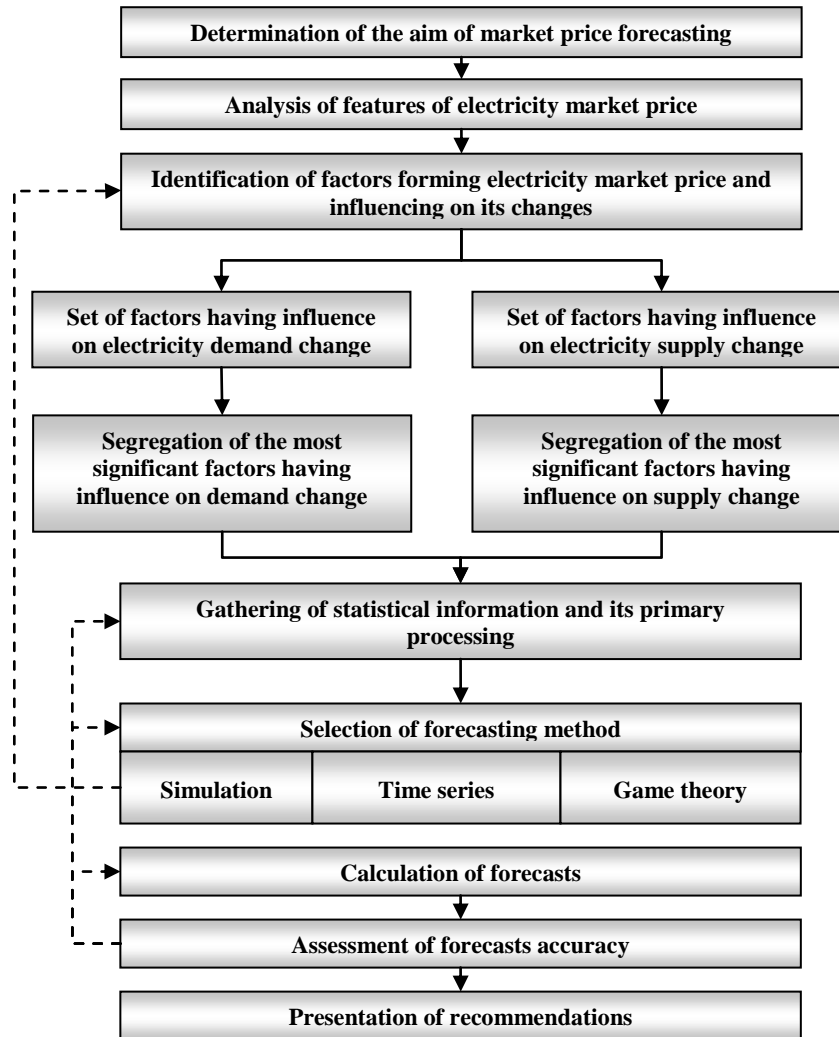 Determination of the aim of market price forecasting
Analysis of features of electricity market price
Identification of factors forming electricity market price and
influencing on its changes
Set of factors having influence
on electricity demand change
Set of factors having influence
on electricity supply change
Segregation of the most
significant factors having
influence on demand change
Segregation of the most
significant factors having
influence on supply change
Gathering of statistical information and its primary
processing
Selection of forecasting method
Simulation
Time series
Game theory
Calculation of forecasts
Assessment of forecasts accuracy
Presentation of recommendations